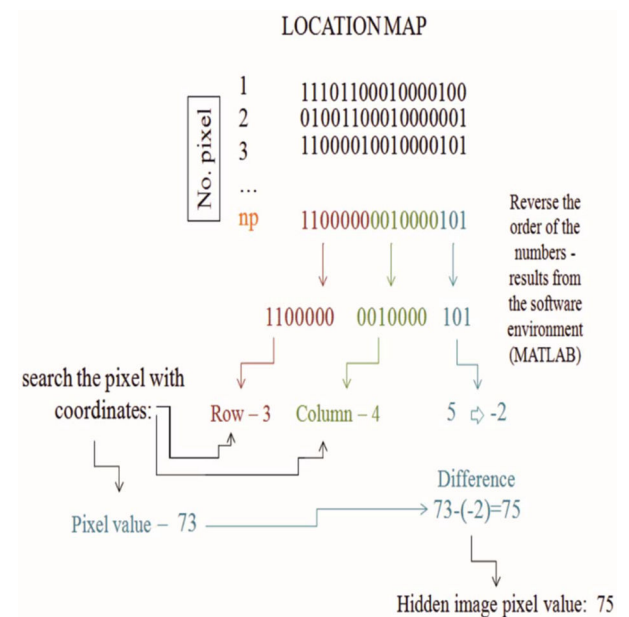 LOCATION MAP
No. pixel
1 11101100010000100
2 01001100010000001
3 11000010010000101
...
np 11000000010000101
Reverse the
order of the
numbers -
results from
the software
environment
(MATLAB)
1100000 0010000 101
search the pixel with
coordinates:
Row – 3 Column – 4 5 ⇨ -2
Difference
Pixel value – 73 73-(-2)=75
Hidden image pixel value: 75